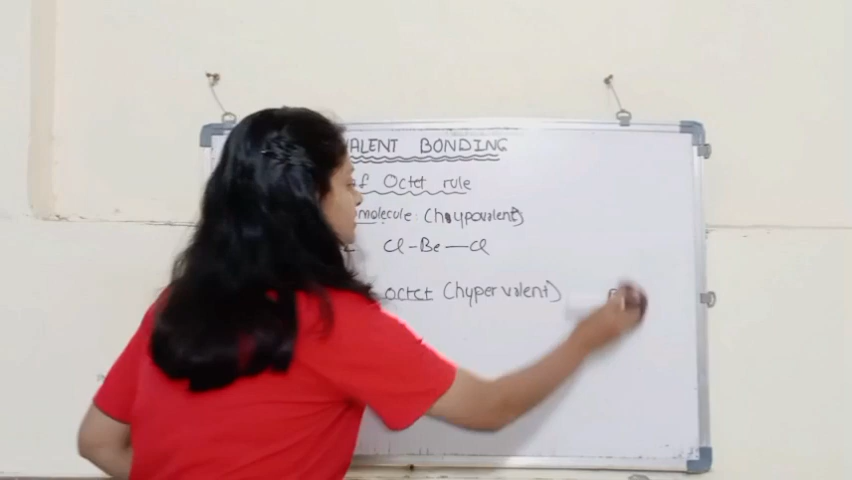 ALENT BONDING
f Octet rule
molecule: (hypovalent)
Cl-Be-Cl
octet (hyper valent)